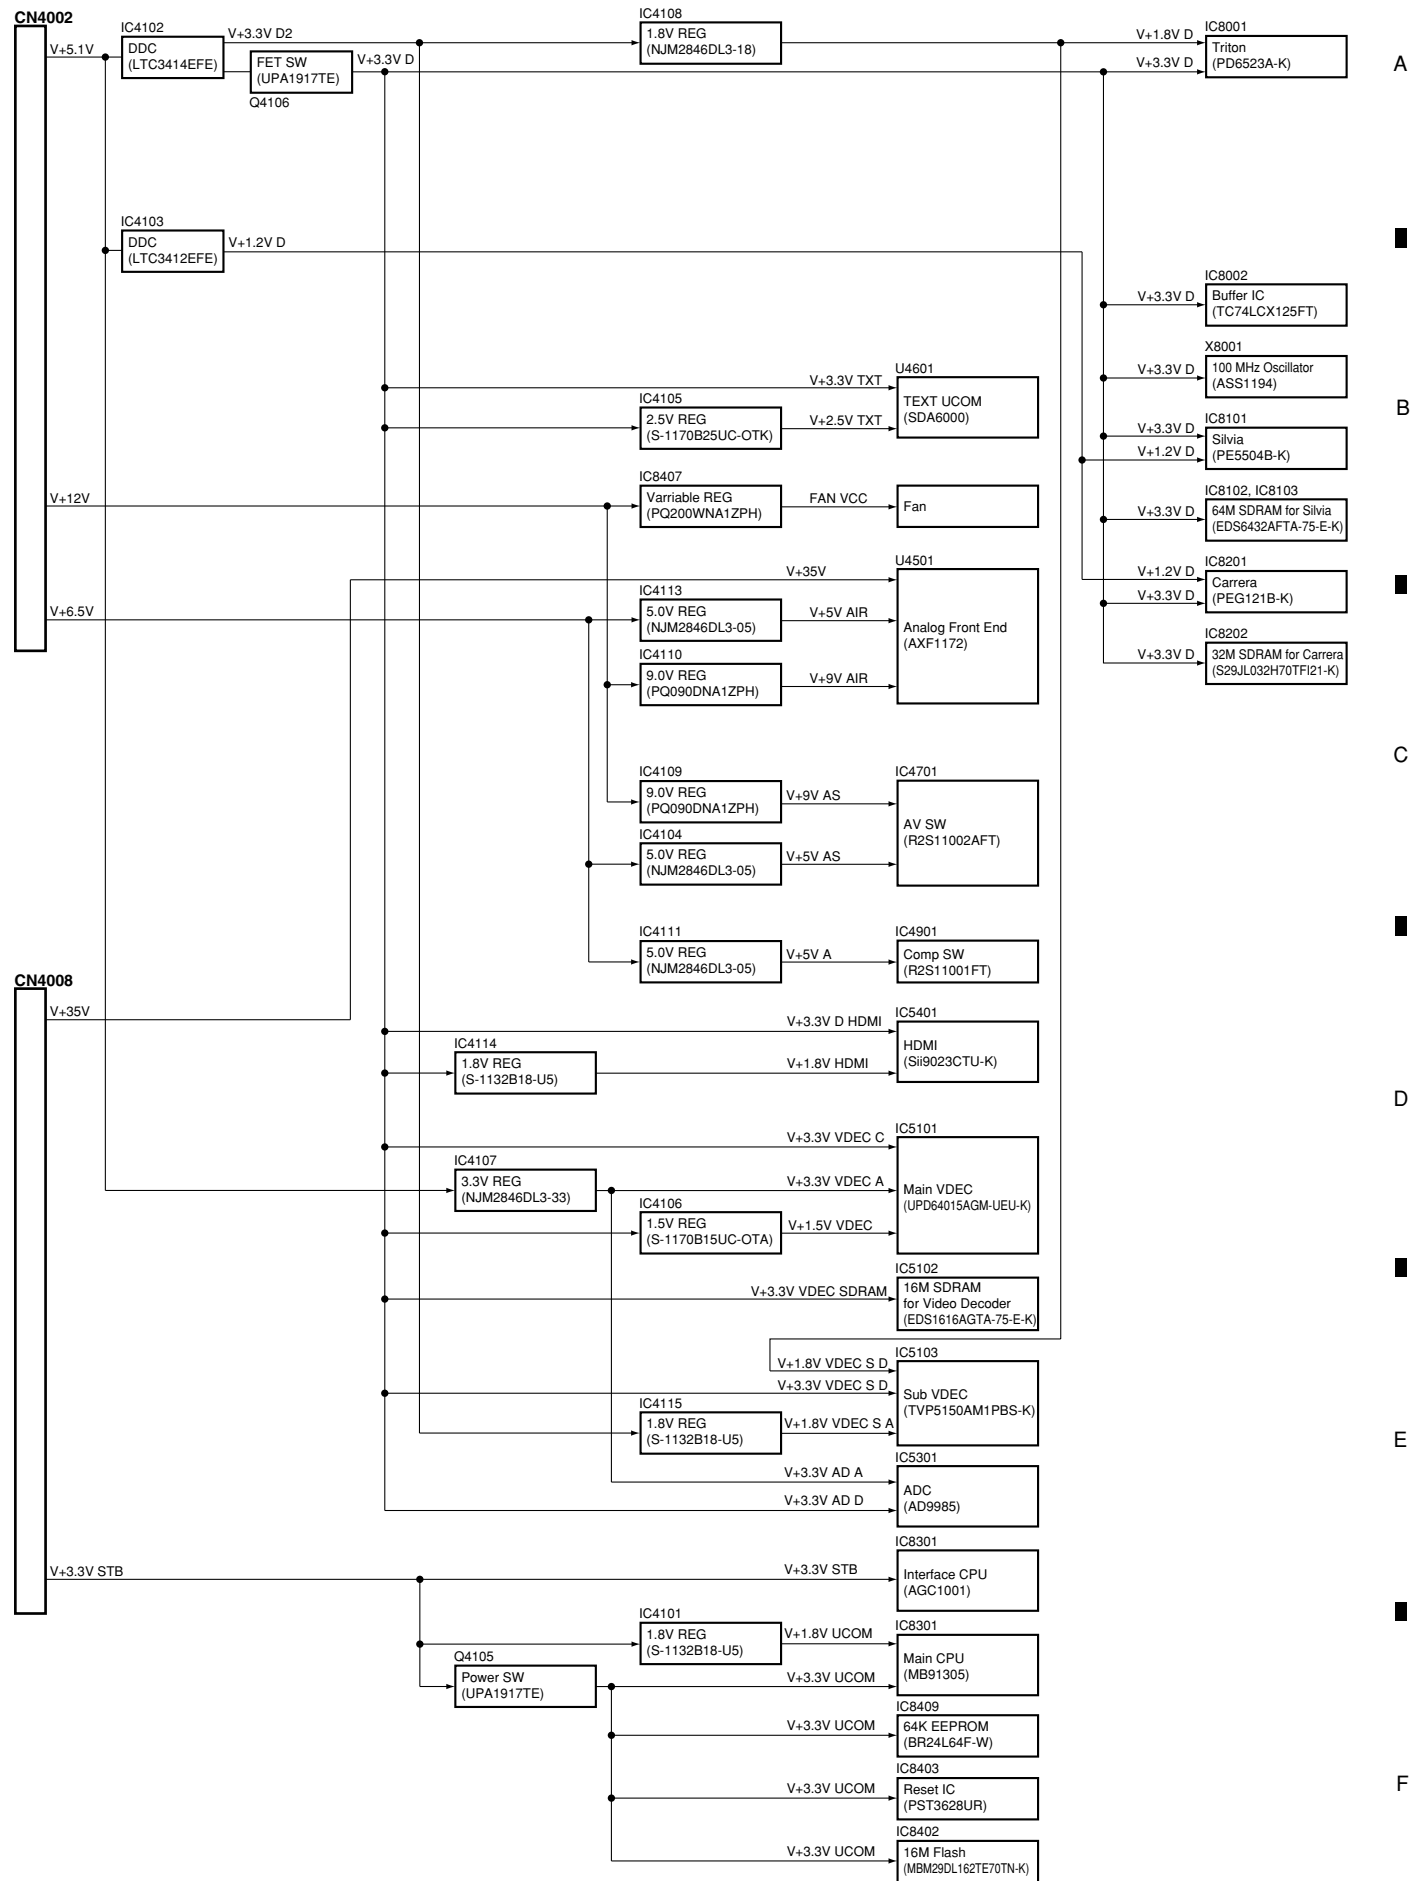 CN4002
V+5.1V
IC4102
DDC
(LTC3414EFE)
V+3.3V D2
FET SW
(UPA1917TE)
Q4106
V+3.3V D
IC4108
1.8V REG
(NJM2846DL3-18)
V+1.8V D
V+3.3V D
IC8001
Triton
(PD6523A-K)
A
IC4103
DDC
(LTC3412EFE)
V+1.2V D
IC8002
V+3.3V D
Buffer IC
(TC74LCX125FT)
X8001
V+3.3V D
100 MHz Oscillator
(ASS1194)
V+3.3V TXT
U4601
TEXT UCOM
(SDA6000)
IC4105
2.5V REG
(S-1170B25UC-OTK)
V+2.5V TXT
B
IC8101
V+3.3V D
V+1.2V D
Silvia
(PE5504B-K)
V+12V
IC8407
Varriable REG
(PQ200WNA1ZPH)
FAN VCC
Fan
IC8102, IC8103
V+3.3V D
64M SDRAM for Silvia
(EDS6432AFTA-75-E-K)
V+35V
U4501
Analog Front End
(AXF1172)
IC8201
V+1.2V D
V+3.3V D
Carrera
(PEG121B-K)
V+6.5V
IC4113
5.0V REG
(NJM2846DL3-05)
V+5V AIR
IC4110
9.0V REG
(PQ090DNA1ZPH)
V+9V AIR
IC8202
V+3.3V D
32M SDRAM for Carrera
(S29JL032H70TFI21-K)
C
IC4109
9.0V REG
(PQ090DNA1ZPH)
V+9V AS
IC4701
AV SW
(R2S11002AFT)
IC4104
5.0V REG
(NJM2846DL3-05)
V+5V AS
IC4111
5.0V REG
(NJM2846DL3-05)
V+5V A
IC4901
Comp SW
(R2S11001FT)
CN4008
V+35V
V+3.3V D HDMI
IC5401
HDMI
(Sii9023CTU-K)
IC4114
1.8V REG
(S-1132B18-U5)
V+1.8V HDMI
D
V+3.3V VDEC C
IC5101
Main VDEC
(UPD64015AGM-UEU-K)
IC4107
3.3V REG
(NJM2846DL3-33)
V+3.3V VDEC A
IC4106
1.5V REG
(S-1170B15UC-OTA)
V+1.5V VDEC
IC5102
V+3.3V VDEC SDRAM
16M SDRAM
for Video Decoder
(EDS1616AGTA-75-E-K)
IC5103
V+1.8V VDEC S D
V+3.3V VDEC S D
Sub VDEC
(TVP5150AM1PBS-K)
IC4115
1.8V REG
(S-1132B18-U5)
V+1.8V VDEC S A
E
IC5301
V+3.3V AD A
V+3.3V AD D
ADC
(AD9985)
V+3.3V STB
V+3.3V STB
IC8301
Interface CPU
(AGC1001)
IC4101
1.8V REG
(S-1132B18-U5)
V+1.8V UCOM
IC8301
Main CPU
(MB91305)
Q4105
Power SW
(UPA1917TE)
V+3.3V UCOM
IC8409
V+3.3V UCOM
64K EEPROM
(BR24L64F-W)
IC8403
V+3.3V UCOM
Reset IC
(PST3628UR)
F
IC8402
V+3.3V UCOM
16M Flash
(MBM29DL162TE70TN-K)